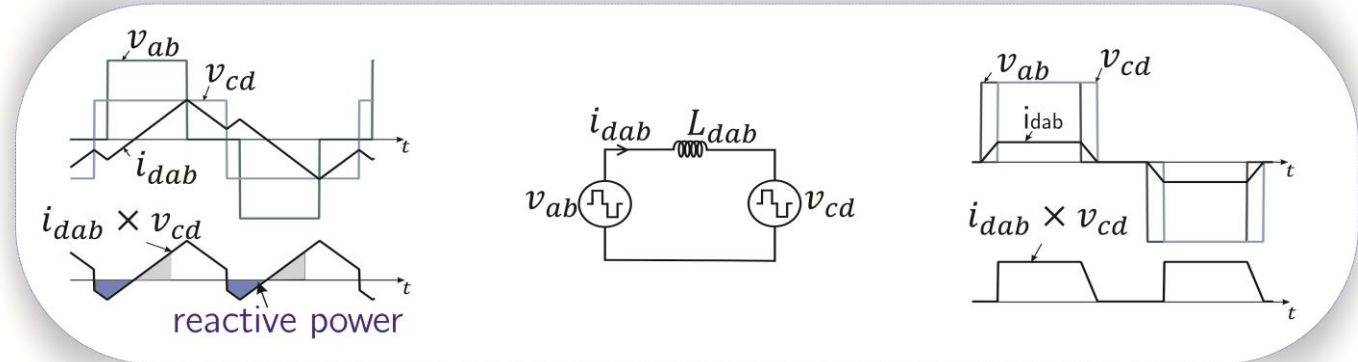 v_ab
v_cd
i_dab
t
i_dab × v_cd
t
reactive power
i_dab
L_dab
v_ab
v_cd
v_ab
v_cd
i_dab
t
i_dab × v_cd
t